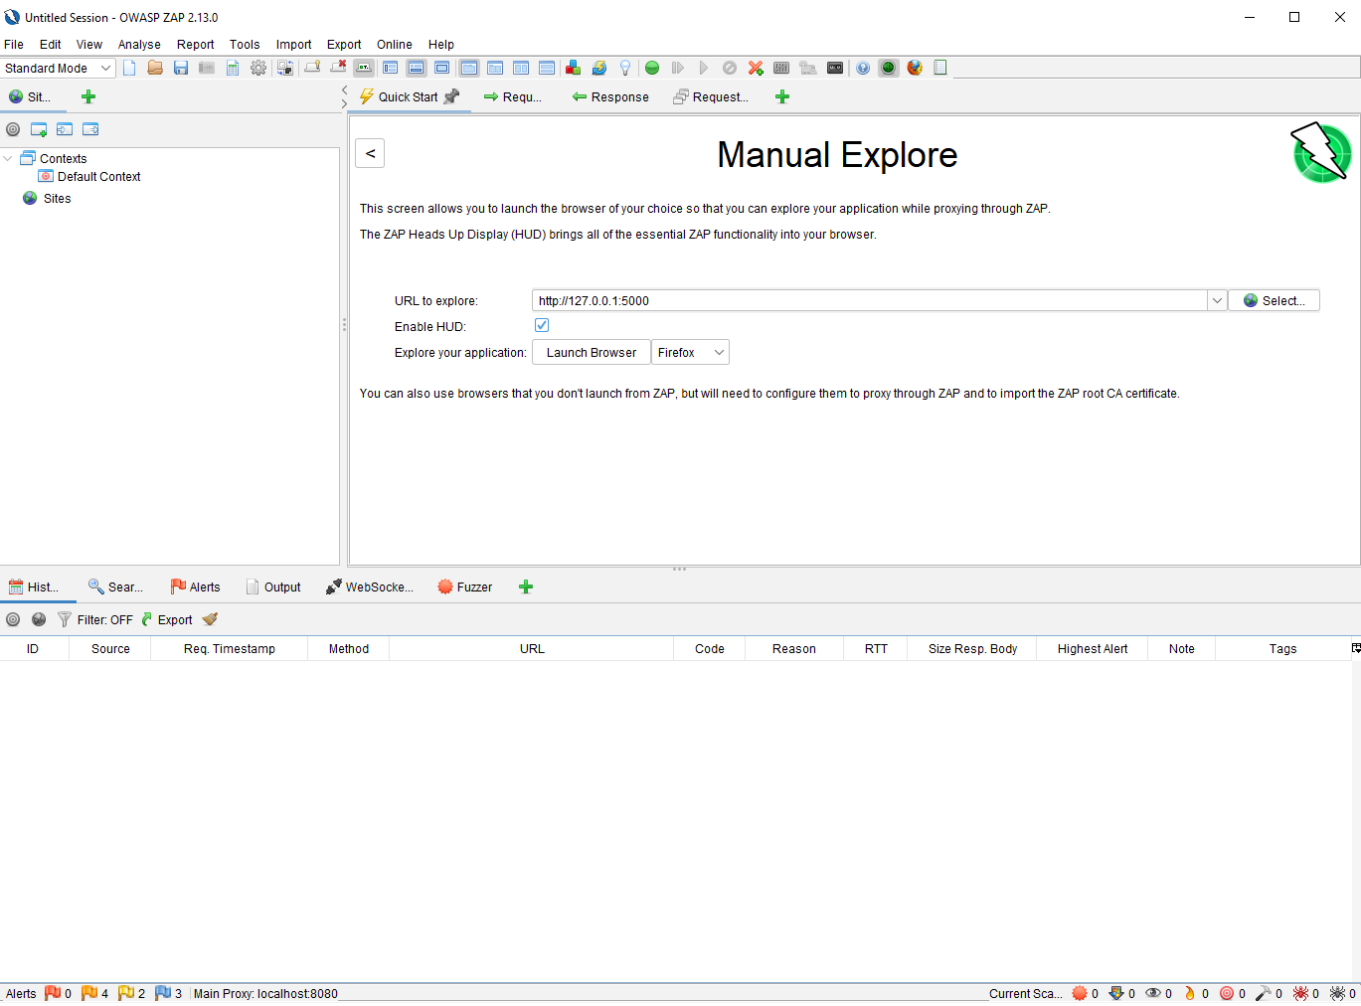 Untitled Session - OWASP ZAP 2.13.0
File Edit View Analyse Report Tools Import Export Online Help
Standard Mode
Sit... Quick Start Requ... Response Request...
< Manual Explore
Contexts
Default Context
Sites
This screen allows you to launch the browser of your choice so that you can explore your application while proxying through ZAP.
The ZAP Heads Up Display (HUD) brings all of the essential ZAP functionality into your browser.
URL to explore: http://127.0.0.1:5000 Select...
Enable HUD:
Explore your application: Launch Browser Firefox
You can also use browsers that you don't launch from ZAP, but will need to configure them to proxy through ZAP and to import the ZAP root CA certificate.
Hist... Sear... Alerts Output WebSocke... Fuzzer
Filter: OFF Export
ID Source Req. Timestamp Method URL Code Reason RTT Size Resp. Body Highest Alert Note Tags
Alerts 0 4 2 3 Main Proxy: localhost:8080 Current Sca... 0 0 0 0 0 0 0 0